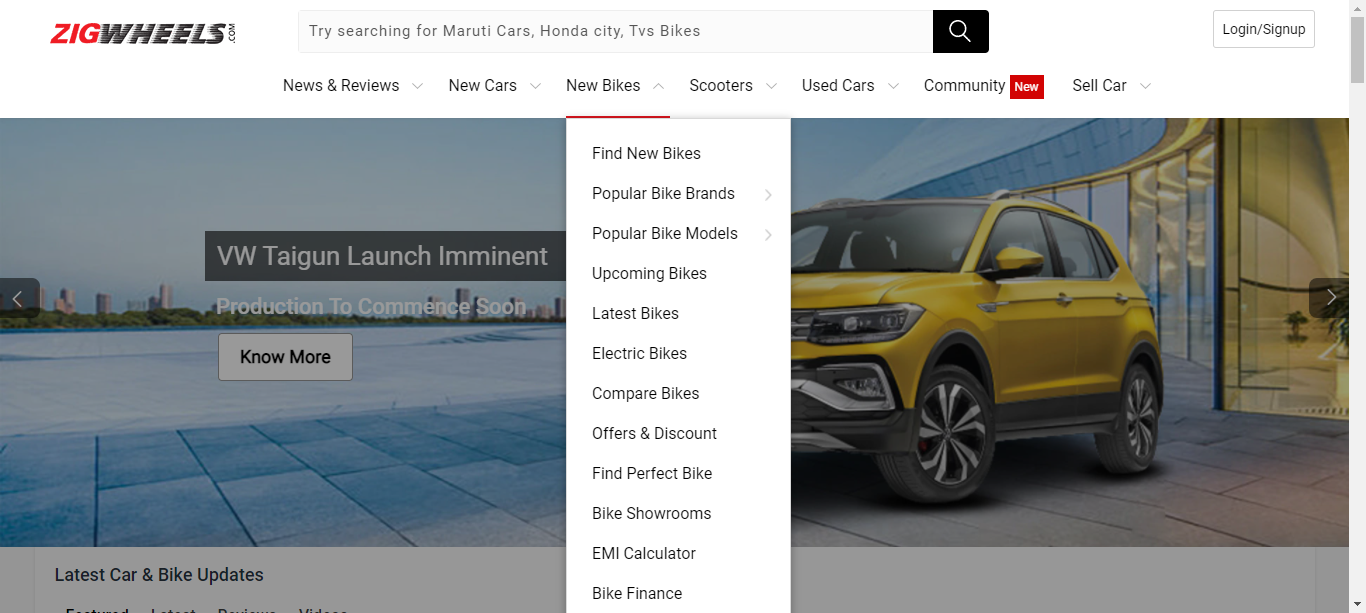 ZIGWHEELS.COM
Try searching for Maruti Cars, Honda city, Tvs Bikes
Login/Signup
News & Reviews
New Cars
New Bikes
Scooters
Used Cars
Community New
Sell Car
Find New Bikes
Popular Bike Brands
Popular Bike Models
Upcoming Bikes
Latest Bikes
Electric Bikes
Compare Bikes
Offers & Discount
Find Perfect Bike
Bike Showrooms
EMI Calculator
Bike Finance
VW Taigun Launch Imminent
Production To Commence Soon
Know More
Latest Car & Bike Updates
Featured Latest Reviews Videos